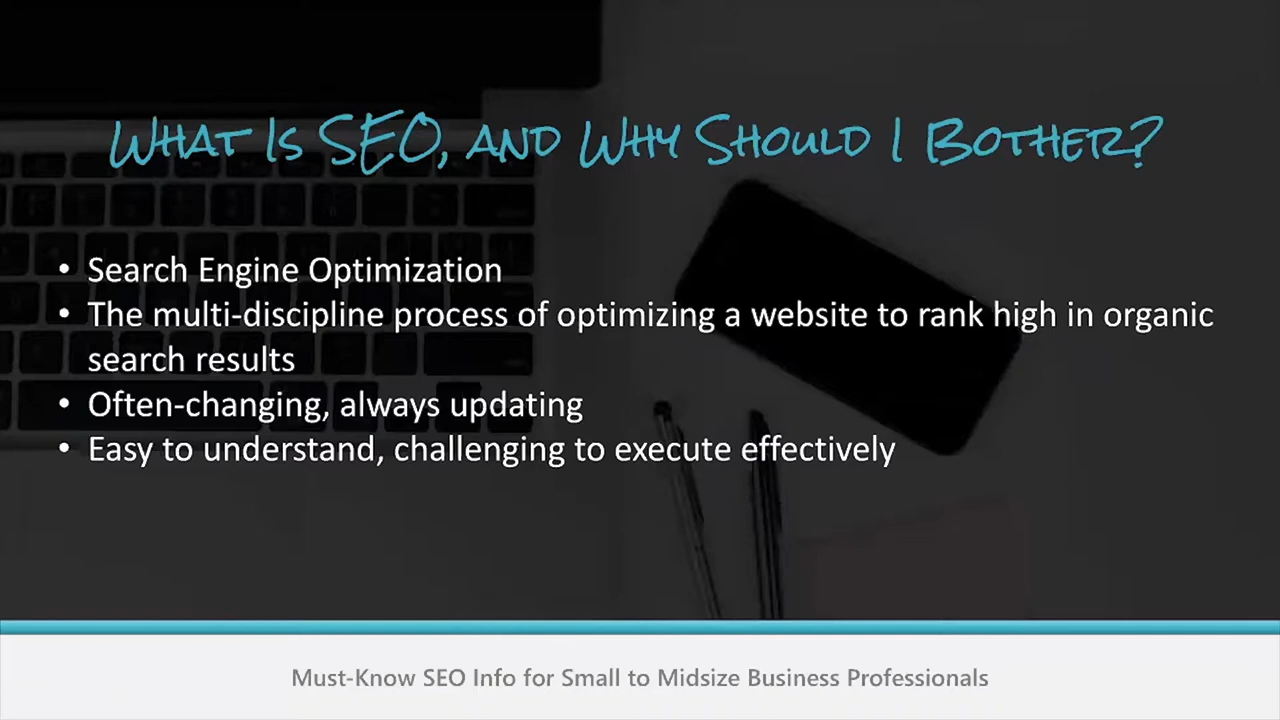 What Is SEO, and Why Should I Bother?
• Search Engine Optimization
• The multi-discipline process of optimizing a website to rank high in organic
search results
• Often-changing, always updating
• Easy to understand, challenging to execute effectively
Must-Know SEO Info for Small to Midsize Business Professionals